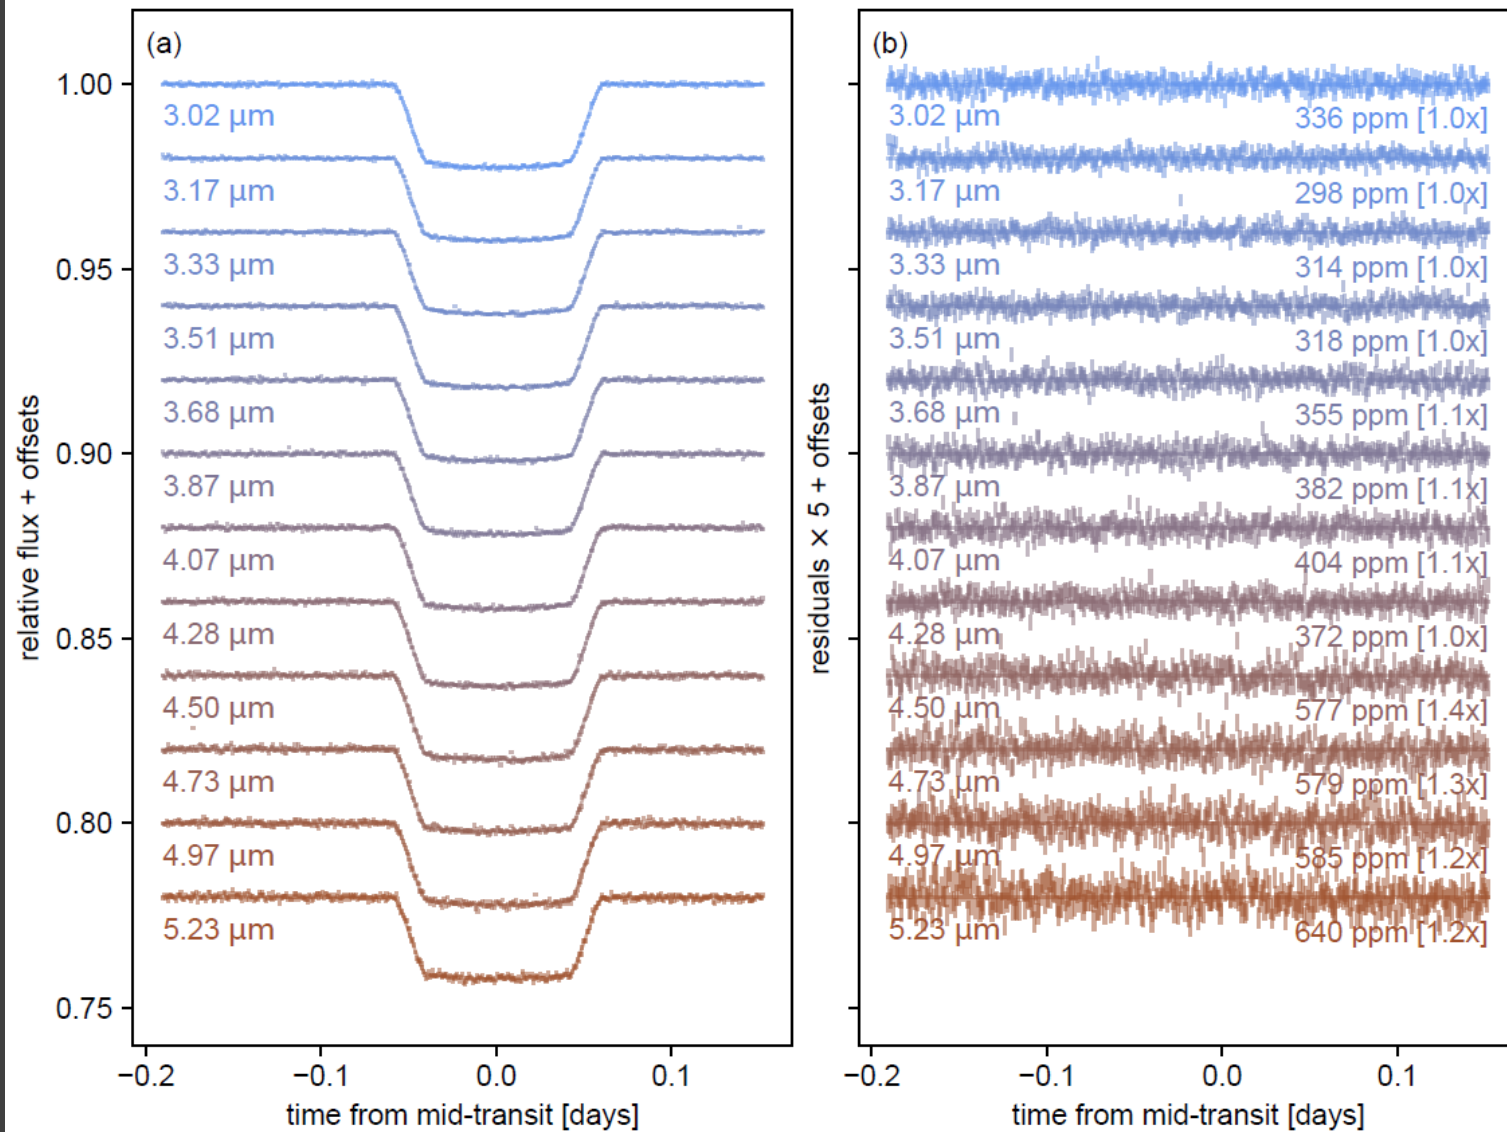 (a)
1.00
3.02 μm
3.17 μm
0.95
3.33 μm
3.51 μm
3.68 μm
0.90
3.87 μm
4.07 μm
0.85
4.28 μm
4.50 μm
4.73 μm
0.80
4.97 μm
5.23 μm
0.75
relative flux + offsets
−0.2 −0.1 0.0 0.1
time from mid-transit [days]
(b)
3.02 μm 336 ppm [1.0x]
3.17 μm 298 ppm [1.0x]
3.33 μm 314 ppm [1.0x]
3.51 μm 318 ppm [1.0x]
3.68 μm 355 ppm [1.1x]
3.87 μm 382 ppm [1.1x]
4.07 μm 404 ppm [1.1x]
4.28 μm 372 ppm [1.0x]
4.50 μm 577 ppm [1.4x]
4.73 μm 579 ppm [1.3x]
4.97 μm 585 ppm [1.2x]
5.23 μm 640 ppm [1.2x]
residuals × 5 + offsets
−0.2 −0.1 0.0 0.1
time from mid-transit [days]